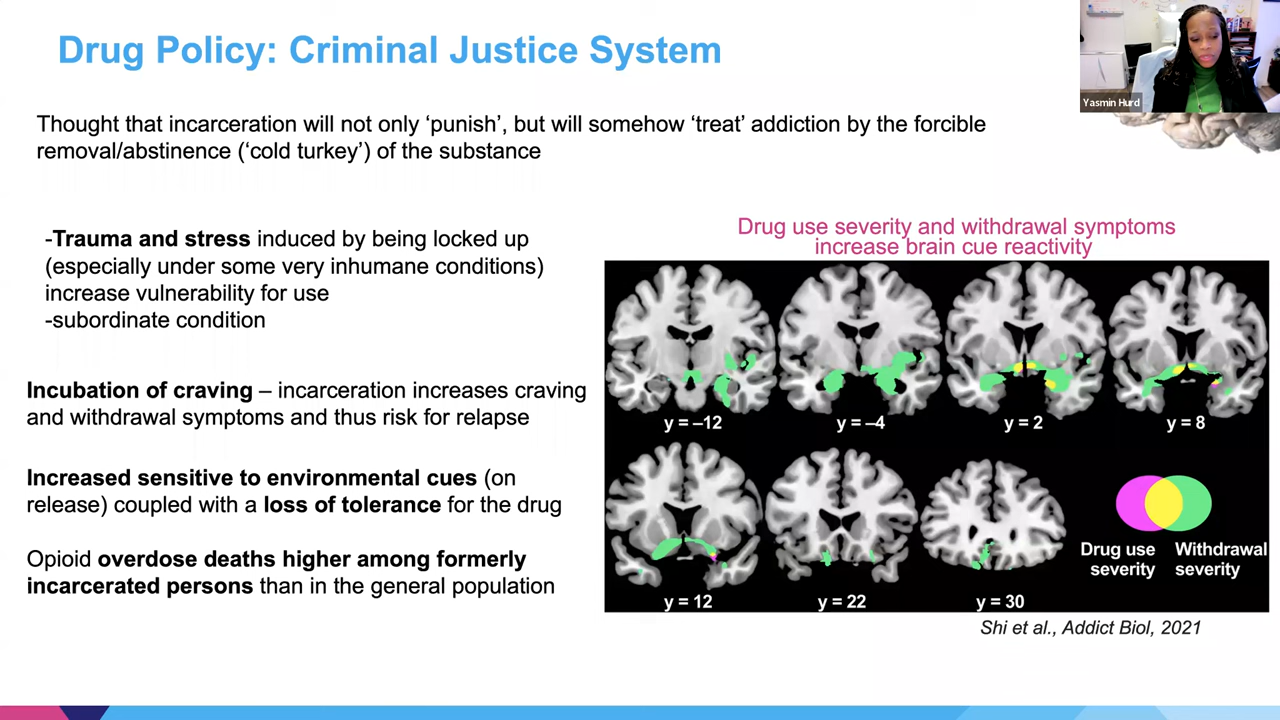 Drug Policy: Criminal Justice System
Yasmin Hurd
Thought that incarceration will not only ‘punish’, but will somehow ‘treat’ addiction by the forcible
removal/abstinence (‘cold turkey’) of the substance
-Trauma and stress induced by being locked up
(especially under some very inhumane conditions)
increase vulnerability for use
-subordinate condition
Incubation of craving – incarceration increases craving
and withdrawal symptoms and thus risk for relapse
Increased sensitive to environmental cues (on
release) coupled with a loss of tolerance for the drug
Opioid overdose deaths higher among formerly
incarcerated persons than in the general population
Drug use severity and withdrawal symptoms
increase brain cue reactivity
y = –12
y = –4
y = 2
y = 8
y = 12
y = 22
y = 30
Drug use
severity
Withdrawal
severity
Shi et al., Addict Biol, 2021